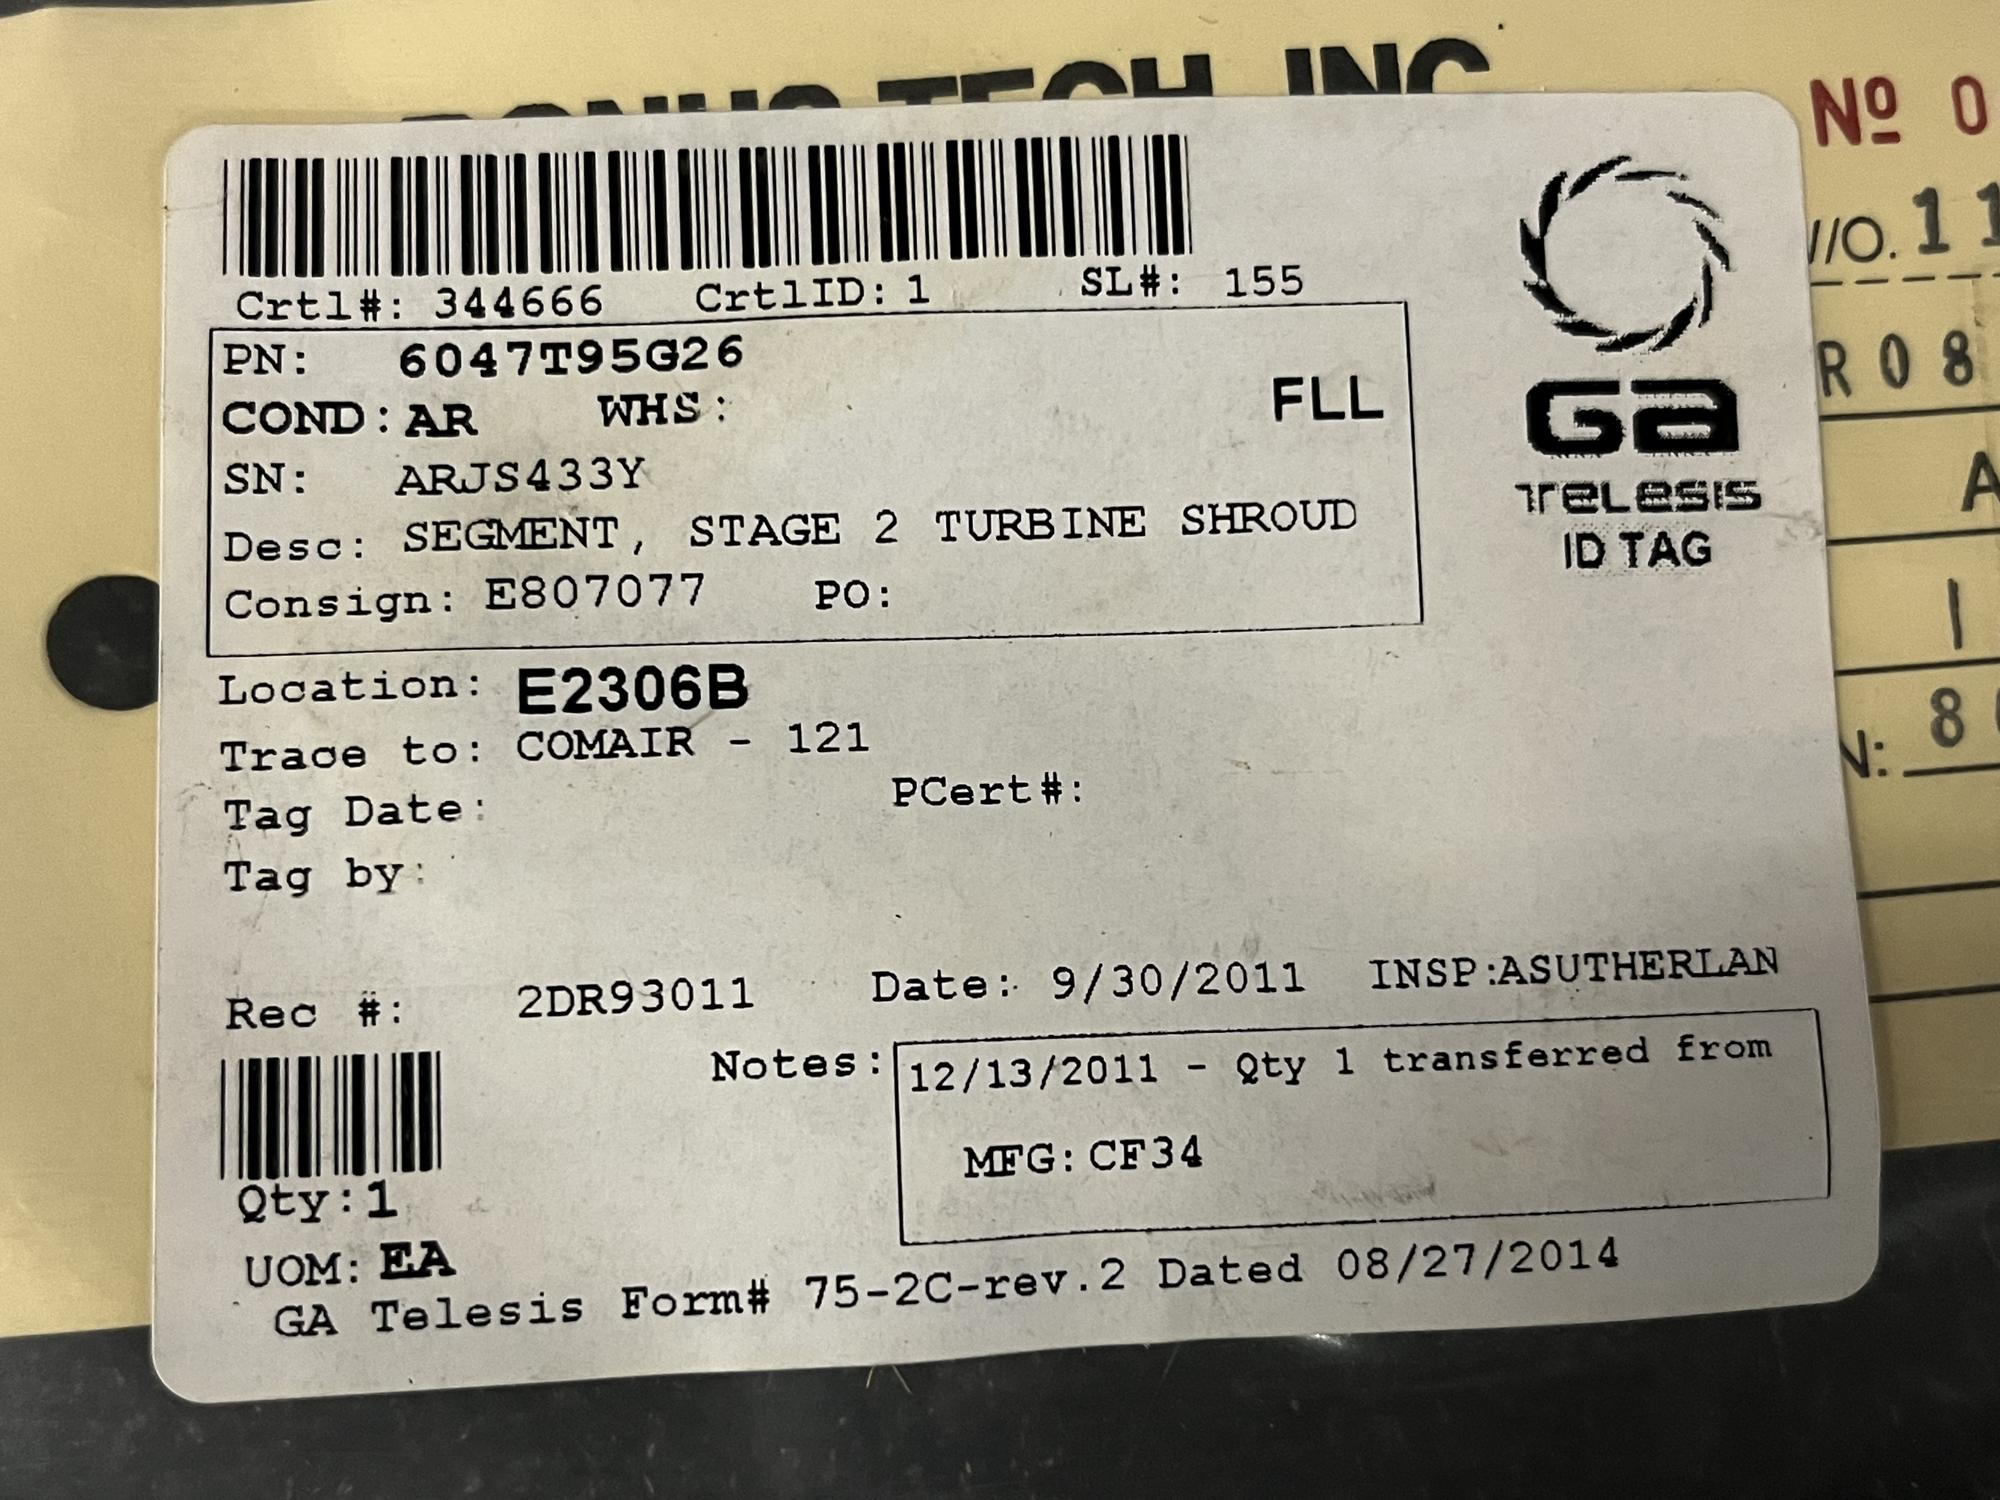 TECH, INC
Nº 0
Crtl#: 344666 CrtlID: 1 SL#: 155
PN: 6047T95G26
COND: AR WHS: FLL
SN: ARJS433Y
Desc: SEGMENT, STAGE 2 TURBINE SHROUD
Consign: E807077 PO:
GA
TELESIS
ID TAG
Location: E2306B
Trace to: COMAIR - 121
Tag Date: PCert#:
Tag by:
Rec #: 2DR93011 Date: 9/30/2011 INSP:ASUTHERLAN
Notes: 12/13/2011 - Qty 1 transferred from
MFG: CF34
Qty: 1
UOM: EA
GA Telesis Form# 75-2C-rev.2 Dated 08/27/2014
/O. 11
R08
A
N: 8